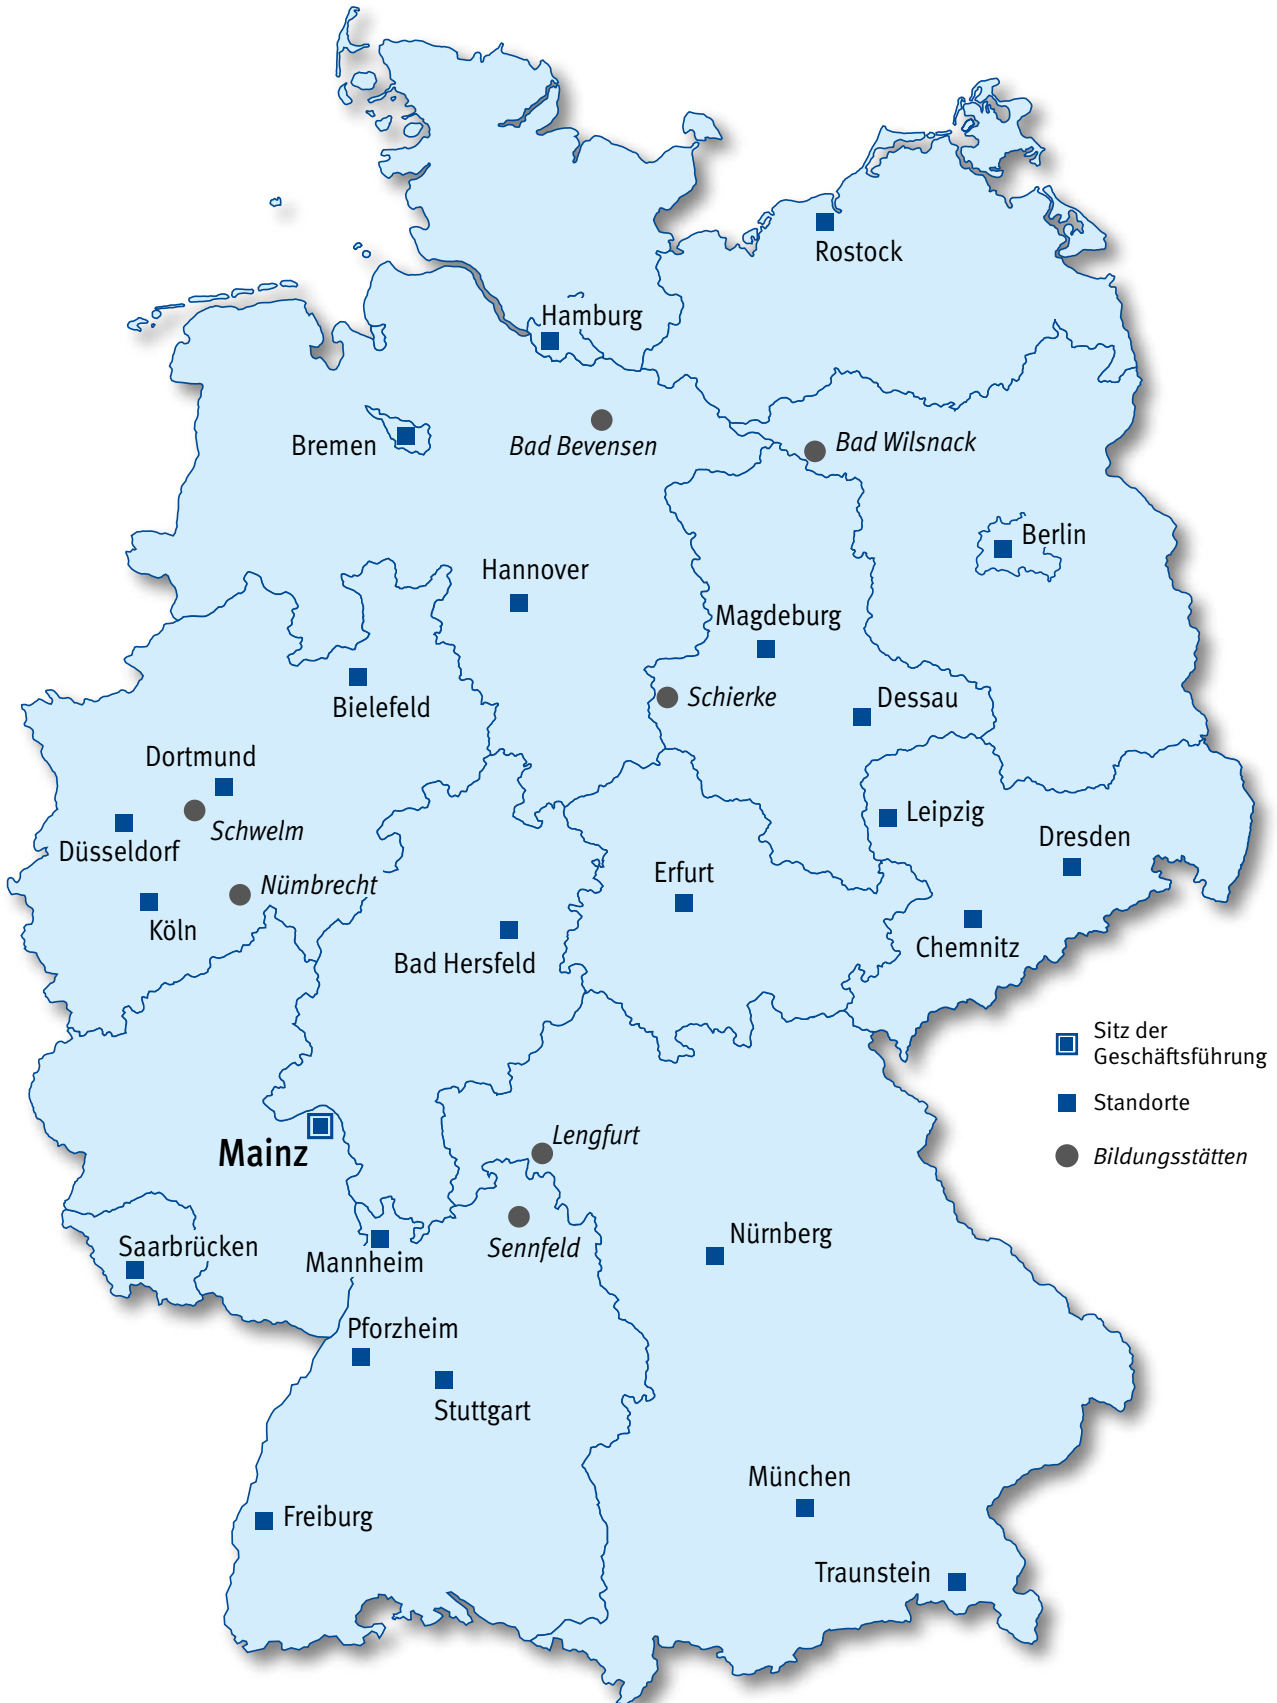 Rostock
Hamburg
Bremen
Bad Bevensen
Bad Wilsnack
Berlin
Hannover
Magdeburg
Schierke
Dessau
Bielefeld
Dortmund
Schwelm
Düsseldorf
Leipzig
Dresden
Nümbrecht
Erfurt
Köln
Chemnitz
Bad Hersfeld
Sitz der
Geschäftsführung
Standorte
Bildungsstätten
Lengfurt
Mainz
Nürnberg
Saarbrücken
Sennfeld
Mannheim
Pforzheim
Stuttgart
München
Freiburg
Traunstein